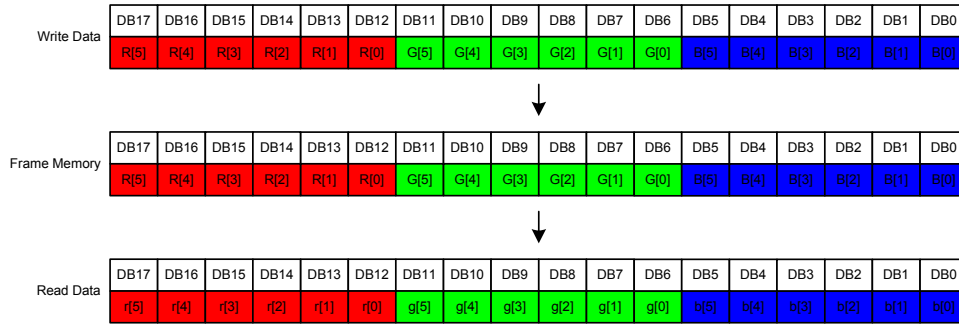 DB17 DB16 DB15 DB14 DB13 DB12 DB11 DB10 DB9 DB8 DB7 DB6 DB5 DB4 DB3 DB2 DB1 DB0
Write Data
R[5] R[4] R[3] R[2] R[1] R[0] G[5] G[4] G[3] G[2] G[1] G[0] B[5] B[4] B[3] B[2] B[1] B[0]
DB17 DB16 DB15 DB14 DB13 DB12 DB11 DB10 DB9 DB8 DB7 DB6 DB5 DB4 DB3 DB2 DB1 DB0
Frame Memory
R[5] R[4] R[3] R[2] R[1] R[0] G[5] G[4] G[3] G[2] G[1] G[0] B[5] B[4] B[3] B[2] B[1] B[0]
DB17 DB16 DB15 DB14 DB13 DB12 DB11 DB10 DB9 DB8 DB7 DB6 DB5 DB4 DB3 DB2 DB1 DB0
Read Data
r[5] r[4] r[3] r[2] r[1] r[0] g[5] g[4] g[3] g[2] g[1] g[0] b[5] b[4] b[3] b[2] b[1] b[0]